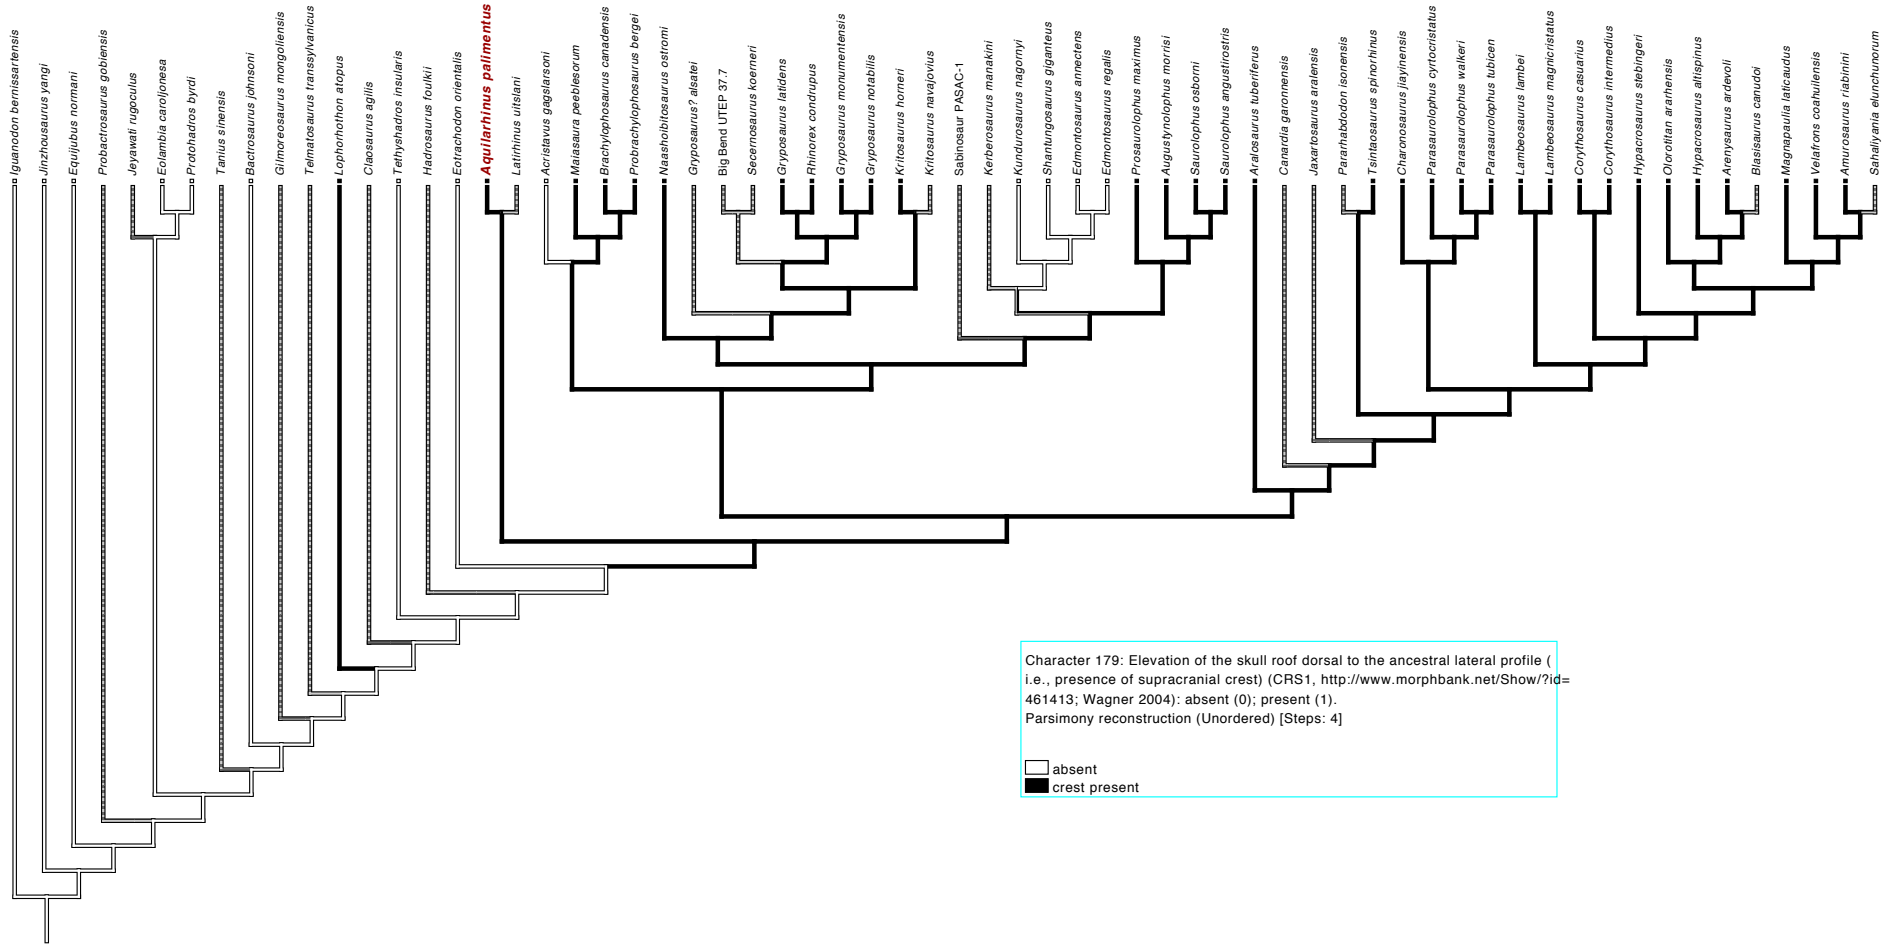 Iguanodon bernissartensis
Jinzhousaurus yangi
Equijubus normani
Probactrosaurus gobiensis
Jeyawati rugoculus
Eolambia caroljonesa
Protohadros byrdi
Tanius sinensis
Bactrosaurus johnsoni
Gilmoreosaurus mongoliensis
Telmatosaurus transsylvanicus
Lophorhothon atopus
Claosaurus agilis
Tethyshadros insularis
Hadrosaurus foulkii
Eotrachodon orientalis
Aquilarhinus palimentus
Latirhinus uitslani
Acristavus gagslarsoni
Maiasaura peeblesorum
Brachylophosaurus canadensis
Probrachylophosaurus bergei
Naashoibitosaurus ostromi
Gryposaurus? alsatei
Big Bend UTEP 37.7
Secernosaurus koerneri
Gryposaurus latidens
Rhinorex condrupus
Gryposaurus monumentensis
Gryposaurus notabilis
Kritosaurus horneri
Kritosaurus navajovius
Sabinosaur PASAC-1
Kerberosaurus manakini
Kundurosaurus nagornyi
Shantungosaurus giganteus
Edmontosaurus annectens
Edmontosaurus regalis
Prosaurolophus maximus
Augustynolophus morrisi
Saurolophus osborni
Saurolophus angustirostris
Aralosaurus tuberiferus
Canardia garonnensis
Jaxartosaurus aralensis
Pararhabdodon isonensis
Tsintaosaurus spinorhinus
Charonosaurus jiayinensis
Parasaurolophus cyrtocristatus
Parasaurolophus walkeri
Parasaurolophus tubicen
Lambeosaurus lambei
Lambeosaurus magnicristatus
Corythosaurus casuarius
Corythosaurus intermedius
Hypacrosaurus stebingeri
Olorotitan ararhensis
Hypacrosaurus altispinus
Arenysaurus ardevoli
Blasisaurus canudoi
Magnapaulia laticaudus
Velafrons coahuilensis
Amurosaurus riabinini
Sahaliyania elunchunorum
Character 179: Elevation of the skull roof dorsal to the ancestral lateral profile (
i.e., presence of supracranial crest) (CRS1, http://www.morphbank.net/Show/?id=
461413; Wagner 2004): absent (0); present (1).
Parsimony reconstruction (Unordered) [Steps: 4]
absent
crest present